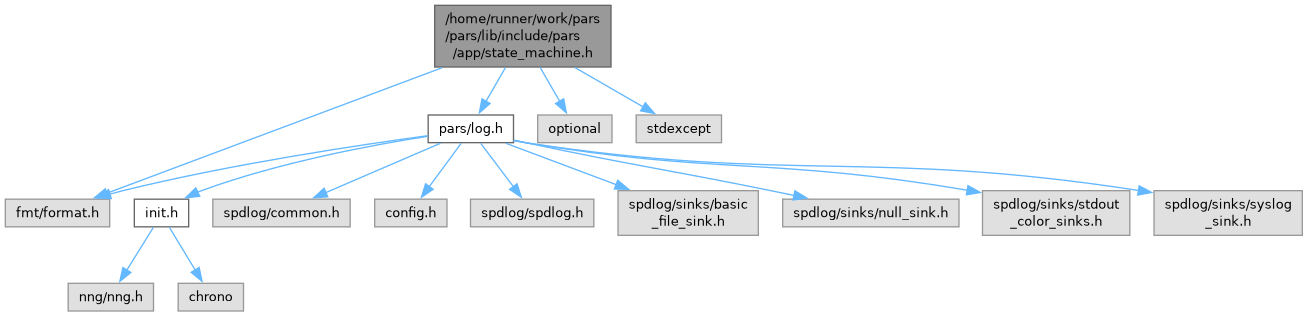 /home/runner/work/pars
/pars/lib/include/pars
/app/state_machine.h
pars/log.h
optional
stdexcept
fmt/format.h
init.h
spdlog/common.h
config.h
spdlog/spdlog.h
spdlog/sinks/basic
_file_sink.h
spdlog/sinks/null_sink.h
spdlog/sinks/stdout
_color_sinks.h
spdlog/sinks/syslog
_sink.h
nng/nng.h
chrono